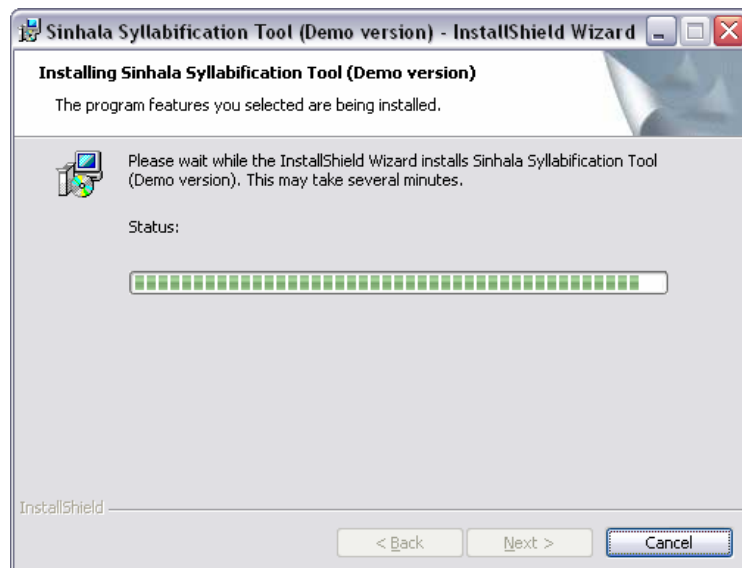 Sinhala Syllabification Tool (Demo version) - InstallShield Wizard
Installing Sinhala Syllabification Tool (Demo version)
The program features you selected are being installed.
Please wait while the InstallShield Wizard installs Sinhala Syllabification Tool
(Demo version). This may take several minutes.
Status:
InstallShield
< Back Next > Cancel